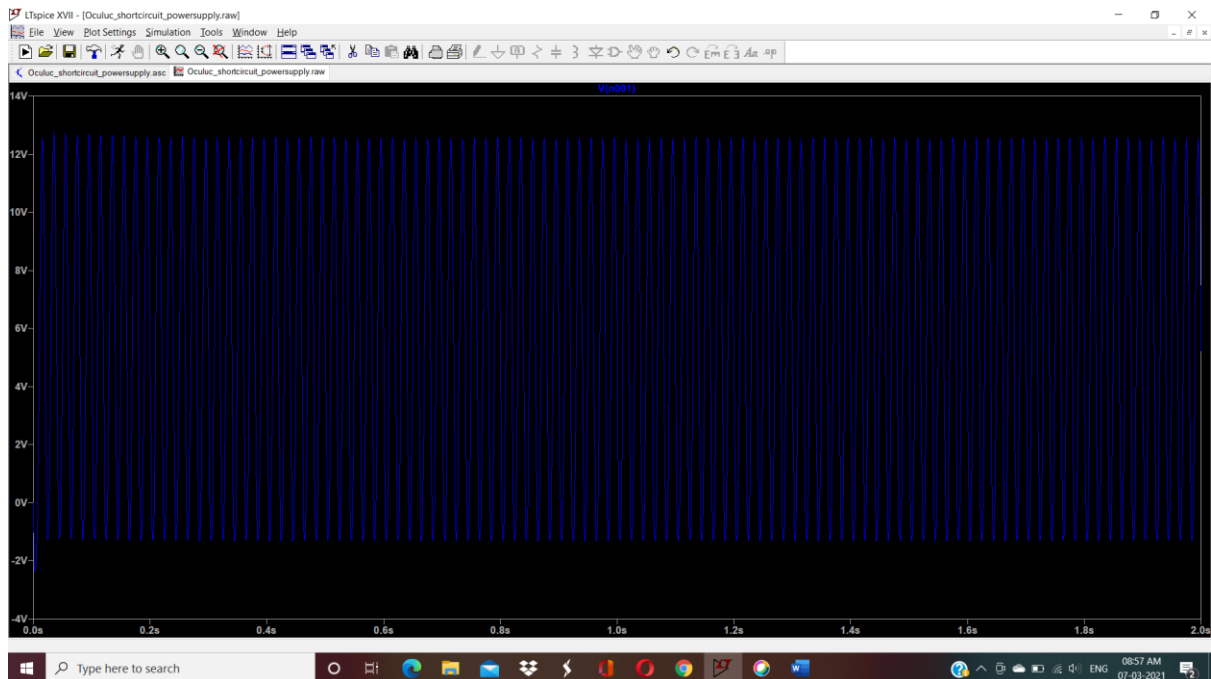 LTspice XVII - [Oculuc_shortcircuit_powersupply.raw]
File View Plot Settings Simulation Tools Window Help
Oculuc_shortcircuit_powersupply.asc Oculuc_shortcircuit_powersupply.raw
V(n001)
14V
12V
10V
8V
6V
4V
2V
0V
-2V
-4V
0.0s 0.2s 0.4s 0.6s 0.8s 1.0s 1.2s 1.4s 1.6s 1.8s 2.0s
Type here to search
ENG
08:57 AM
07-03-2021